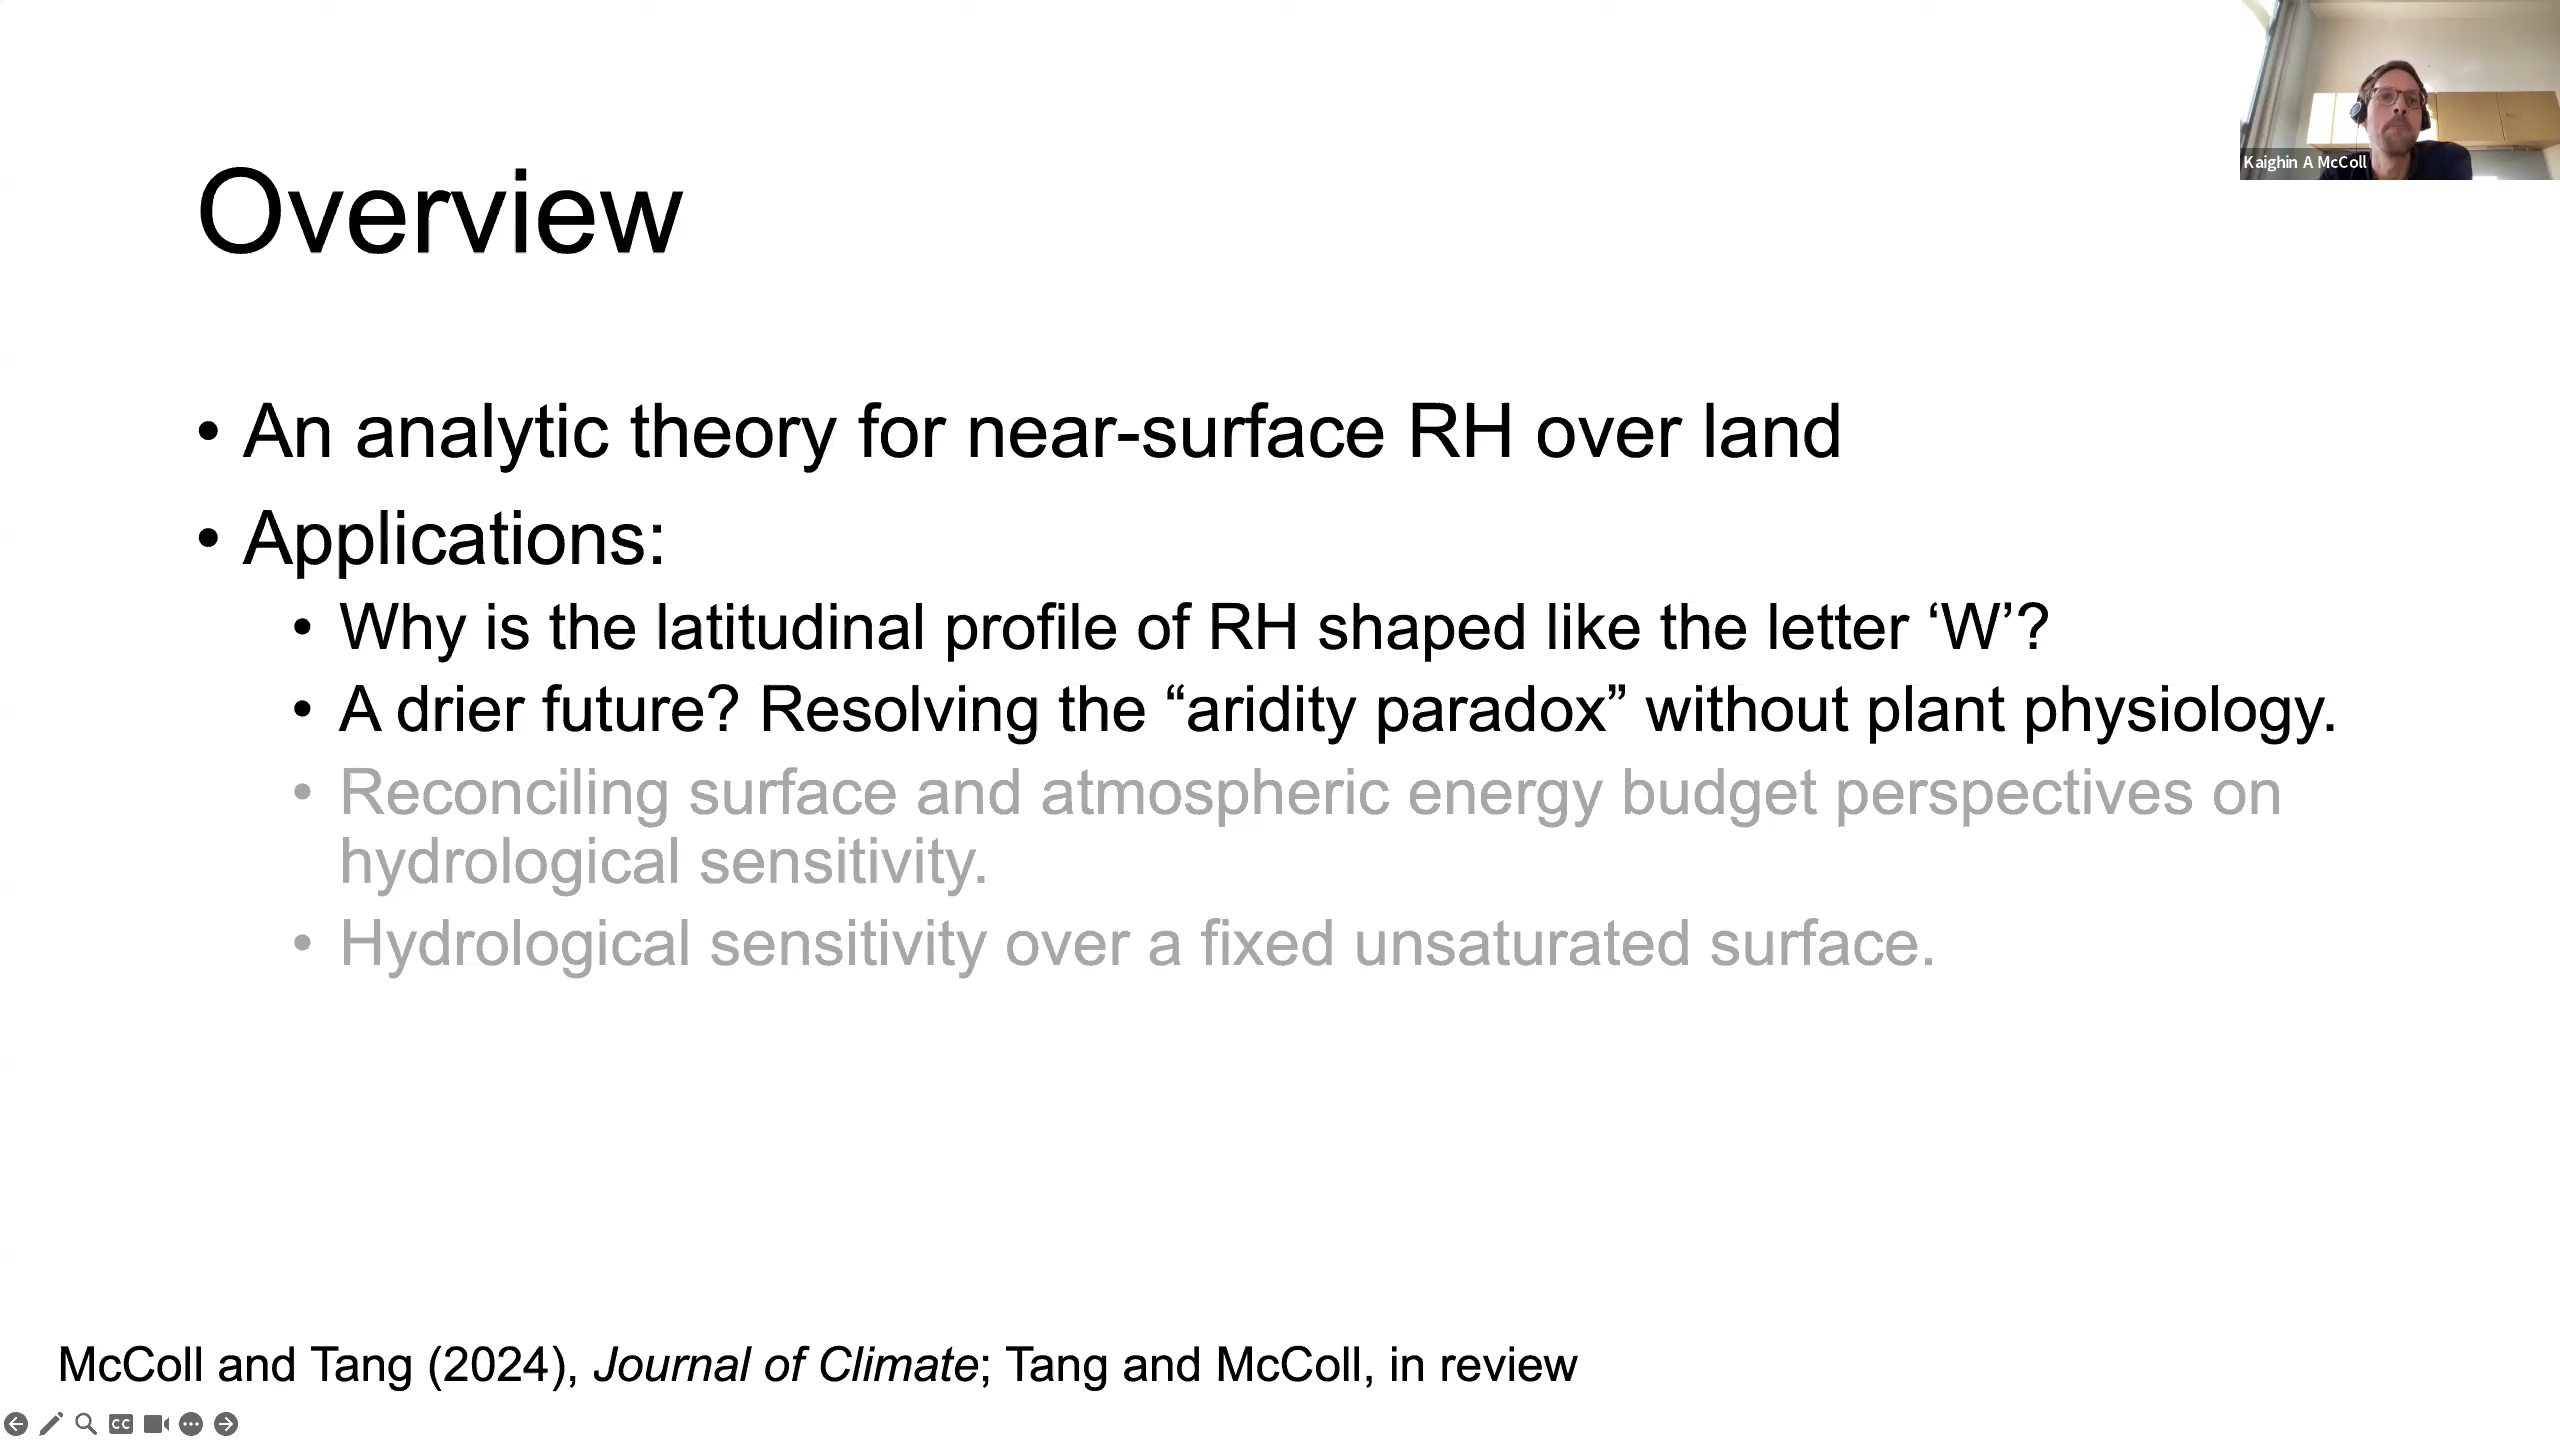 Kaighin A McColl
Overview
• An analytic theory for near-surface RH over land
• Applications:
• Why is the latitudinal profile of RH shaped like the letter ‘W’?
• A drier future? Resolving the “aridity paradox” without plant physiology.
• Reconciling surface and atmospheric energy budget perspectives on
hydrological sensitivity.
• Hydrological sensitivity over a fixed unsaturated surface.
McColl and Tang (2024), Journal of Climate; Tang and McColl, in review
CC